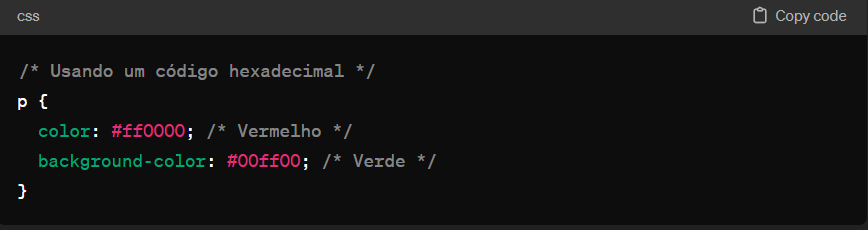 css Copy code
/* Usando um código hexadecimal */
p {
  color: #ff0000; /* Vermelho */
  background-color: #00ff00; /* Verde */
}